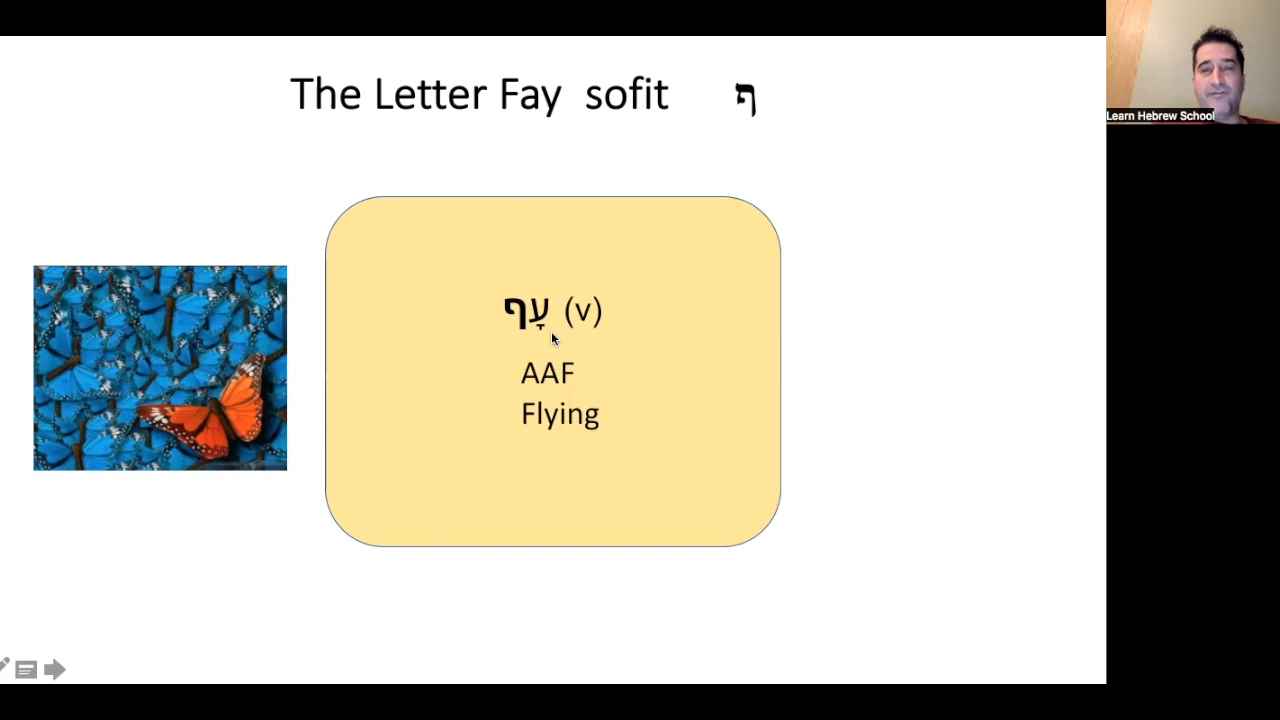 The Letter Fay sofit ף
Learn Hebrew School
עָף (v)
AAF
Flying